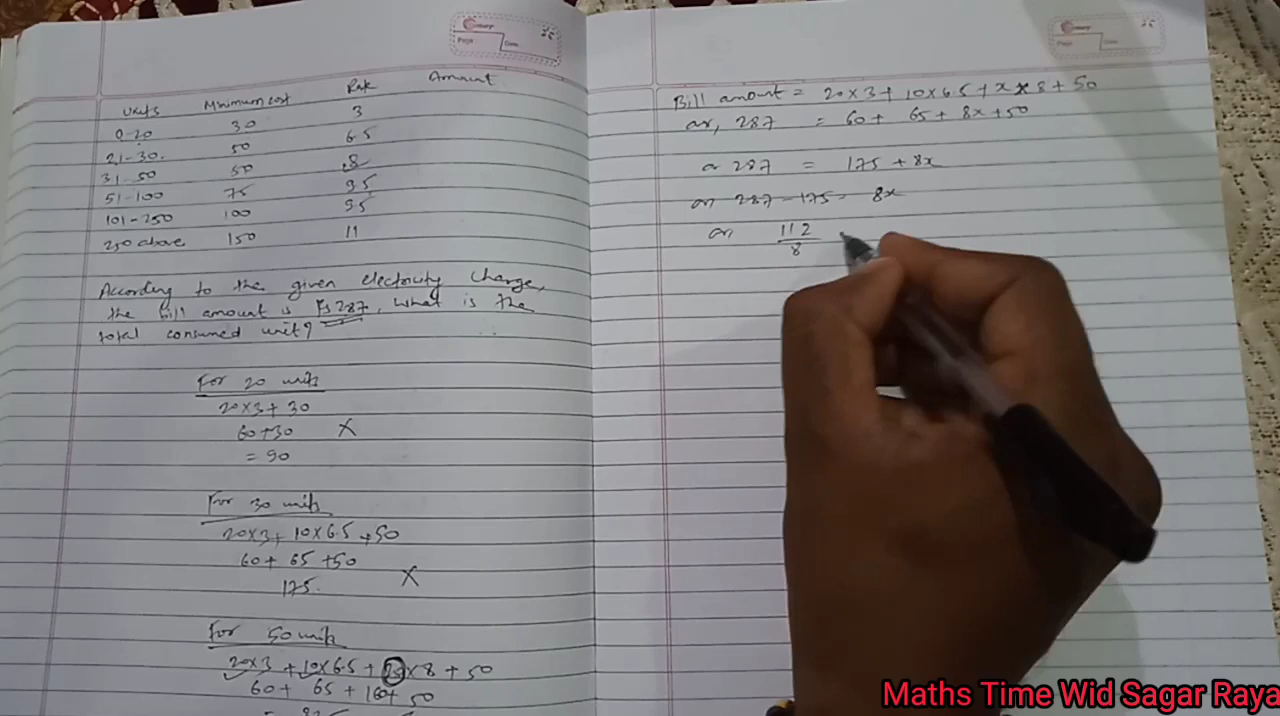 Page Date
Units Minimum cost Rate Amount
0-20 30 3
21-30. 50 6.5
31-50 50 8
51-100 75 9.5
101-250 100 9.5
250 above 150 11
According to the given electricity charge,
the bill amount is Rs 287, what is the
total consumed unit?
For 20 units
20×3+30
60+30 X
= 90
For 30 units
20×3+ 10×6.5 +50
60+ 65 +50
175. X
For 50 units
20×3 + 10×6.5 + 20×8 + 50
60+ 65 + 160+ 50
Page Date
Bill amount = 20×3+ 10×6.5 + x×8 + 50
or, 287 = 60+ 65 + 8x+50
or 287 = 175 + 8x
or, 287-175 = 8x
or, 112
8
Maths Time Wid Sagar Raya